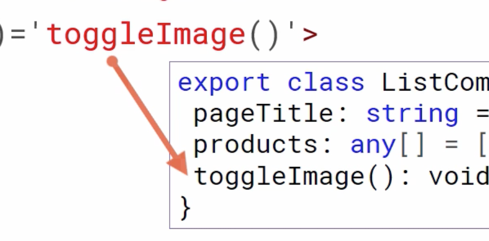 )='toggleImage()'>
export class ListCom
pageTitle: string =
products: any[] = [
toggleImage(): void
}